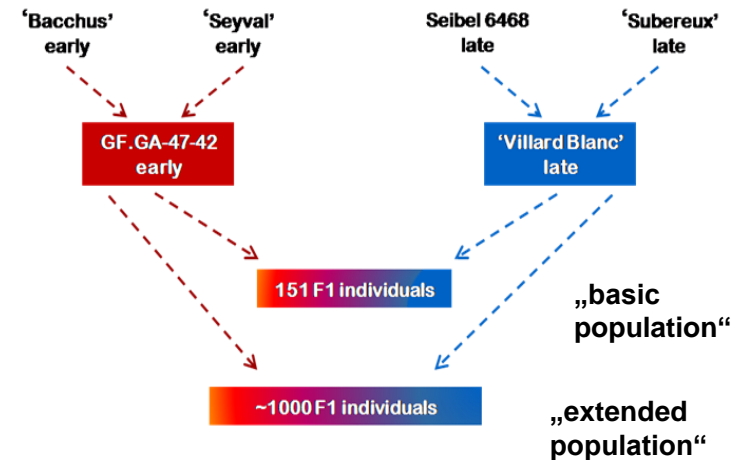 ‘Bacchus’
early
‘Seyval’
early
Seibel 6468
late
‘Subereux’
late
GF.GA-47-42
early
‘Villard Blanc’
late
151 F1 individuals
„basic
population“
~1000 F1 individuals
„extended
population“